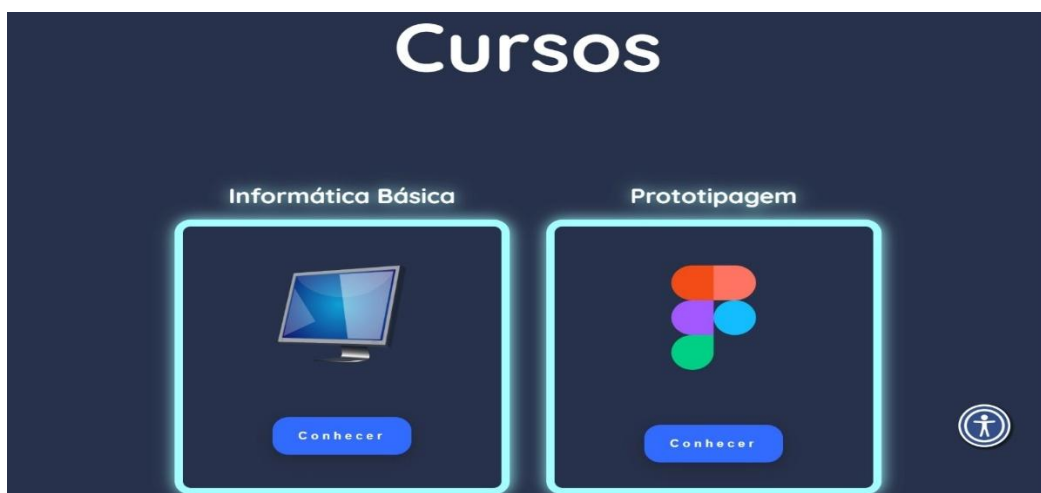 Cursos
Informática Básica
Prototipagem
Conhecer
Conhecer